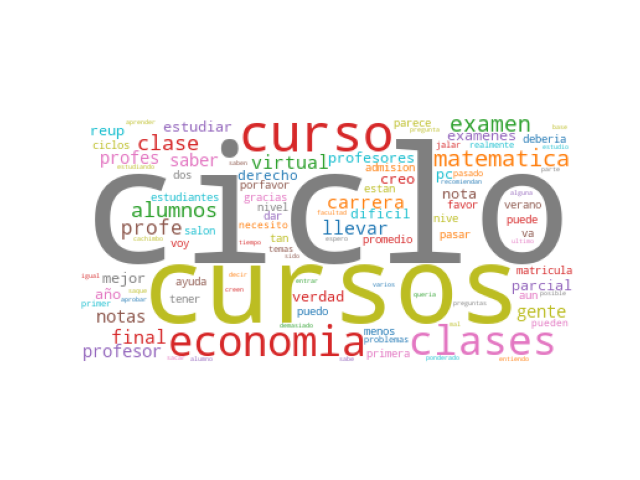 aprender
reup
estudiar
curso
parece
pregunta
examen
base
ciclos
clase
examenes
deberia
estudiando
profes
saber
saben
virtual
profesores
admision
matematica
jalar
realmente
estudio
dos
derecho
creo
estan
pc
pasado
recomiendan
parte
estudiantes
gracias
porfavor
carrera
nota
alguna
verano
alumnos
nivel
dar
facultad
dificil
nive
favor
puede
cachimbo
profe
salon
necesito
llevar
pasar
va
voy
tiempo
tan
temas
espero
promedio
ultimo
sido
ciclo
igual
mejor
ayuda
decir
creen
entrar
varios
queria
matricula
primer
año
aprobar
saque
tener
cursos
verdad
puedo
preguntas
aun
parcial
posible
notas
demasiado
menos
sol
gente
pueden
final
economia
problemas
clases
profesor
sacar
alumno
sabe
primera
ponderado
entiendo